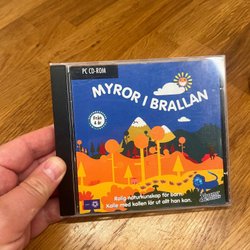 PC CD-ROM
MYROR I BRALLAN
Från
4 år
Rolig naturkunskap för barn.
Kalle med kollen lär ut allt han kan.